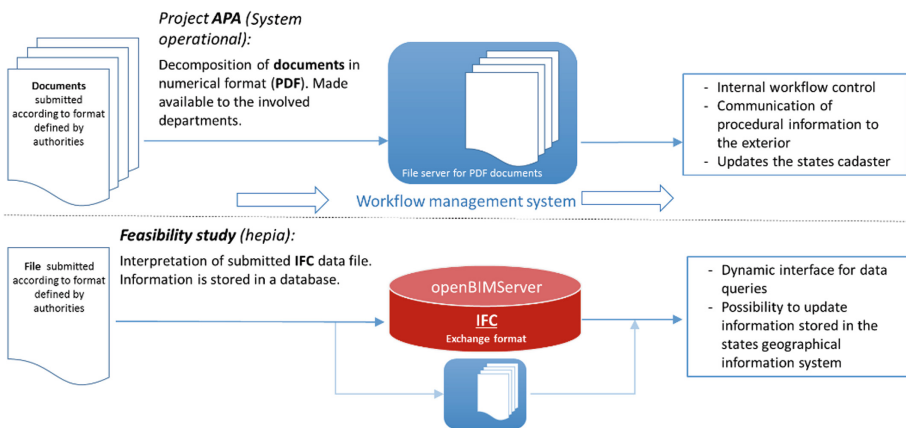 Project APA (System
operational):
Decomposition of documents in
numerical format (PDF). Made
available to the involved
departments.
Documents
submitted
according to format
defined by
authorities
File server for PDF documents
- Internal workflow control
- Communication of
procedural information to
the exterior
- Updates the states cadaster
Workflow management system
Feasibility study (hepia):
Interpretation of submitted IFC data file.
Information is stored in a database.
File submitted
according to format
defined by
authorities
openBIMServer
IFC
Exchange format
- Dynamic interface for data
queries
- Possibility to update
information stored in the
states geographical
information system